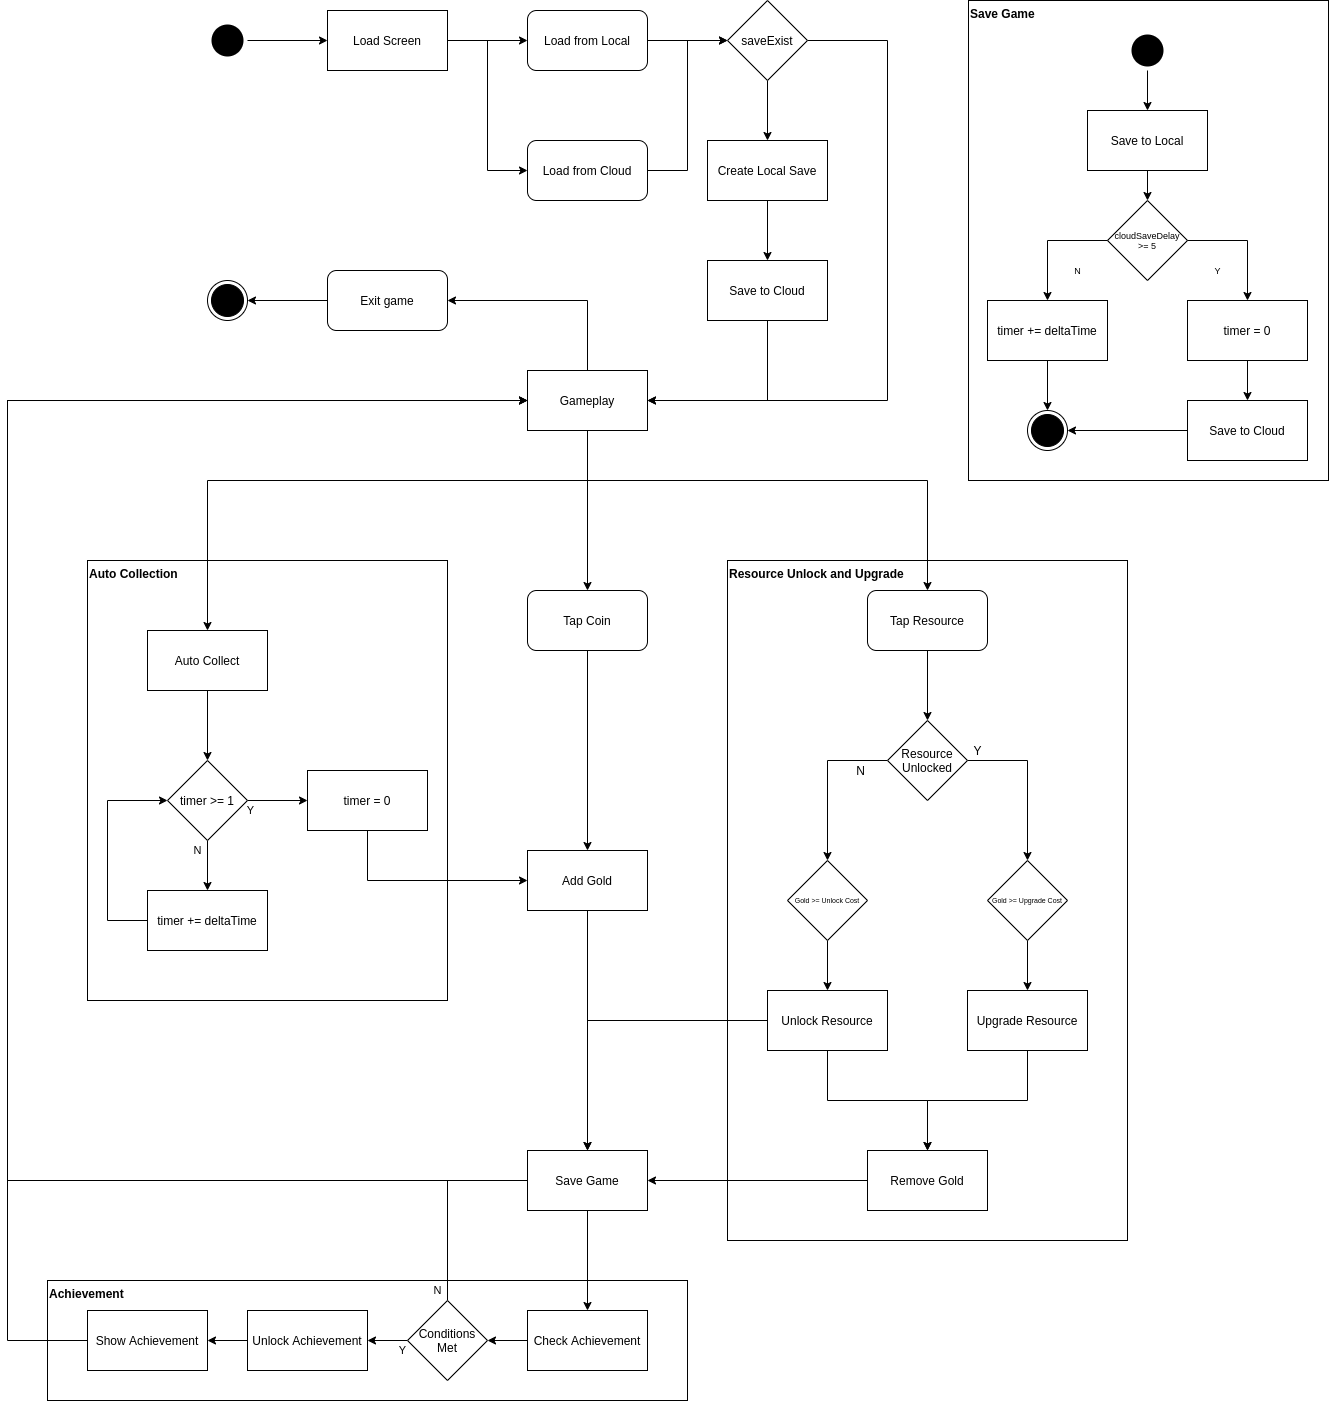 Save Game
Load Screen
Load from Local
saveExist
Load from Cloud
Create Local Save
Save to Local
cloudSaveDelay
>= 5
N
Y
Exit game
Save to Cloud
timer += deltaTime
timer = 0
Gameplay
Save to Cloud
Auto Collection
Resource Unlock and Upgrade
Tap Coin
Tap Resource
Auto Collect
Resource
Unlocked
N
Y
timer >= 1
Y
N
timer = 0
timer += deltaTime
Add Gold
Gold >= Unlock Cost
Gold >= Upgrade Cost
Unlock Resource
Upgrade Resource
Save Game
Remove Gold
Achievement
N
Show Achievement
Unlock Achievement
Y
Conditions
Met
Check Achievement